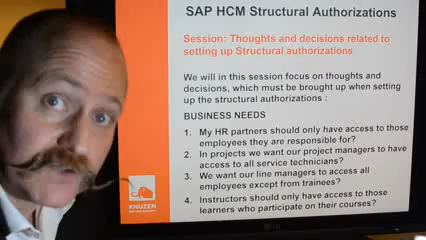 SAP HCM Structural Authorizations
Session: Thoughts and decisions related to
setting up Structural authorizations
We will in this session focus on thoughts and
decisions, which must be brought up when setting
up the structural authorizations :
BUSINESS NEEDS
1. My HR partners should only have access to those
employees they are responsible for?
2. In projects we want our project managers to have
access to all service technicians?
3. We want our line managers to access all
employees except from trainees?
4. Instructors should only have access to those
learners who participate on their courses?
KNUZEN